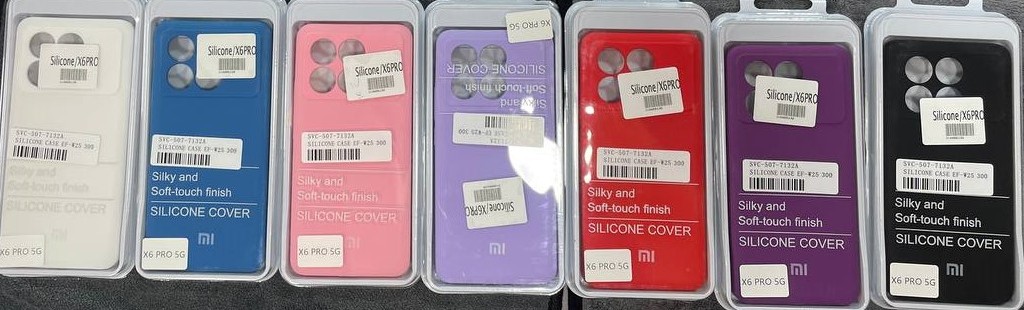 Silicone/X6PRO
SVC-507-7132A
SILICONE CASE EF-W25 300
Silky and
Soft-touch finish
SILICONE COVER
X6 PRO 5G
Silicone/X6PRO
SVC-507-7132A
SILICONE CASE EF-W25 300
Silky and
Soft-touch finish
SILICONE COVER
mi
X6 PRO 5G
Silicone/X6PRO
SVC-507-7132A
SILICONE CASE EF-W25 300
Silky and
Soft-touch finish
SILICONE COVER
mi
X6 PRO 5G
X6 PRO 5G
SILICONE COVER
Soft-touch finish
Silky and
Silicone/X6PRO
mi
Silicone/X6PRO
SVC-507-7132A
SILICONE CASE EF-W25 300
Silky and
Soft-touch finish
SILICONE COVER
mi
X6 PRO 5G
Silicone/X6PRO
SVC-507-7132A
SILICONE CASE EF-W25 300
Silky and
Soft-touch finish
SILICONE COVER
mi
X6 PRO 5G
Silicone/X6PRO
SVC-507-7132A
SILICONE CASE EF-W25 300
Silky and
Soft-touch finish
SILICONE COVER
mi
X6 PRO 5G